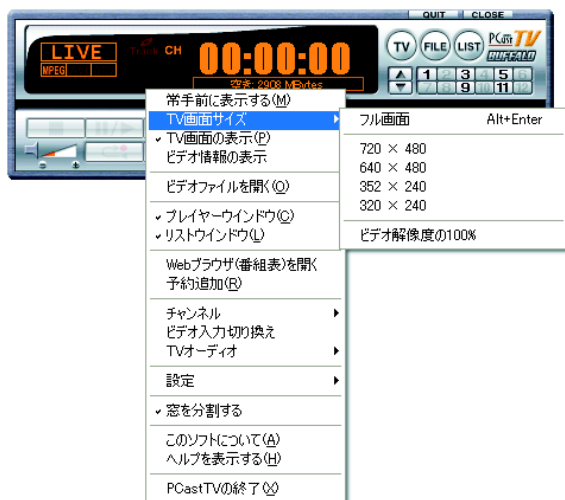 QUIT CLOSE
LIVE
MPEG
CH
00:00:00
空き: 2908 MBytes
TV FILE LIST
PCast TV
BUFFALO
1 3 5
9 11
常手前に表示する(M)
TV画面サイズ
TV画面の表示(P)
ビデオ情報の表示
ビデオファイルを開く(O)
プレイヤーウインドウ(C)
リストウインドウ(L)
Webブラウザ(番組表)を開く
予約追加(R)
チャンネル
ビデオ入力切り換え
TVオーディオ
設定
窓を分割する
このソフトについて(A)
ヘルプを表示する(H)
PCastTVの終了(X)
フル画面 Alt+Enter
720 × 480
640 × 480
352 × 240
320 × 240
ビデオ解像度の100%